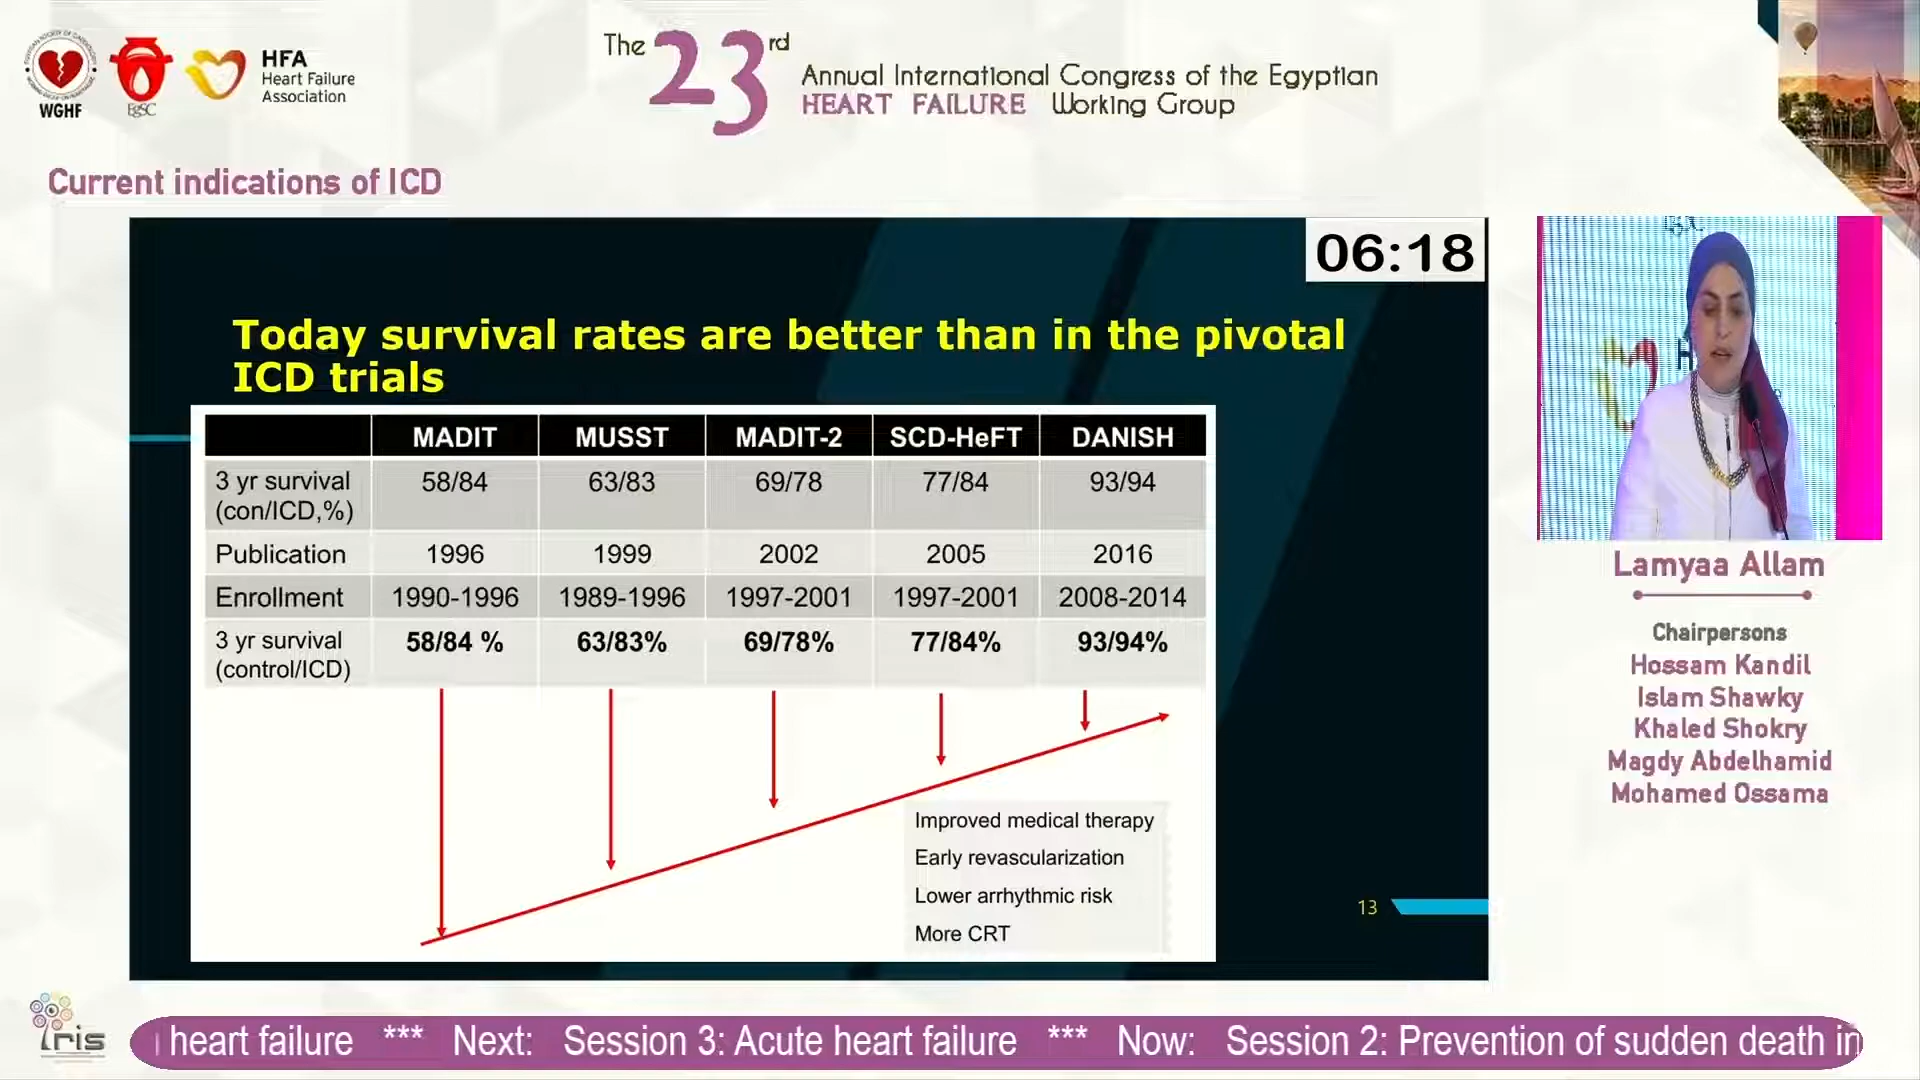 WGHF
EgSC
HFA
Heart Failure
Association
The 23rd
Annual International Congress of the Egyptian
HEART FAILURE Working Group
Current indications of ICD
06:18
Today survival rates are better than in the pivotal
ICD trials
MADIT MUSST MADIT-2 SCD-HeFT DANISH
3 yr survival
(con/ICD,%) 58/84 63/83 69/78 77/84 93/94
Publication 1996 1999 2002 2005 2016
Enrollment 1990-1996 1989-1996 1997-2001 1997-2001 2008-2014
3 yr survival
(control/ICD) 58/84 % 63/83% 69/78% 77/84% 93/94%
Improved medical therapy
Early revascularization
Lower arrhythmic risk
More CRT
13
Lamyaa Allam
Chairpersons
Hossam Kandil
Islam Shawky
Khaled Shokry
Magdy Abdelhamid
Mohamed Ossama
Iris
heart failure *** Next: Session 3: Acute heart failure *** Now: Session 2: Prevention of sudden death in